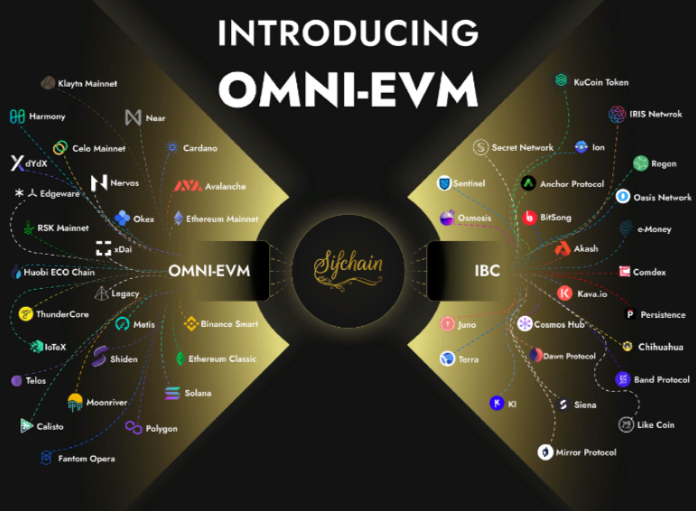 INTRODUCING
OMNI-EVM
Klaytn Mainnet
Harmony
Near
Celo Mainnet
Cardano
dYdX
Nervos
Avalanche
Edgeware
Okex
Ethereum Mainnet
RSK Mainnet
xDai
Huobi ECO Chain
OMNI-EVM
Legacy
ThunderCore
Metis
Binance Smart
IoTeX
Shiden
Ethereum Classic
Telos
Solana
Moonriver
Calisto
Polygon
Fantom Opera
Sifchain
KuCoin Token
IRIS Netwrok
Secret Network
Ion
Regen
Sentinel
Anchor Protocol
Oasis Network
Osmosis
BitSong
e-Money
Akash
IBC
Comdex
Kava.io
Persistence
Juno
Cosmos Hub
Chihuahua
Terra
Dawn Protocol
Band Protocol
KI
Siena
Like Coin
Mirror Protocol